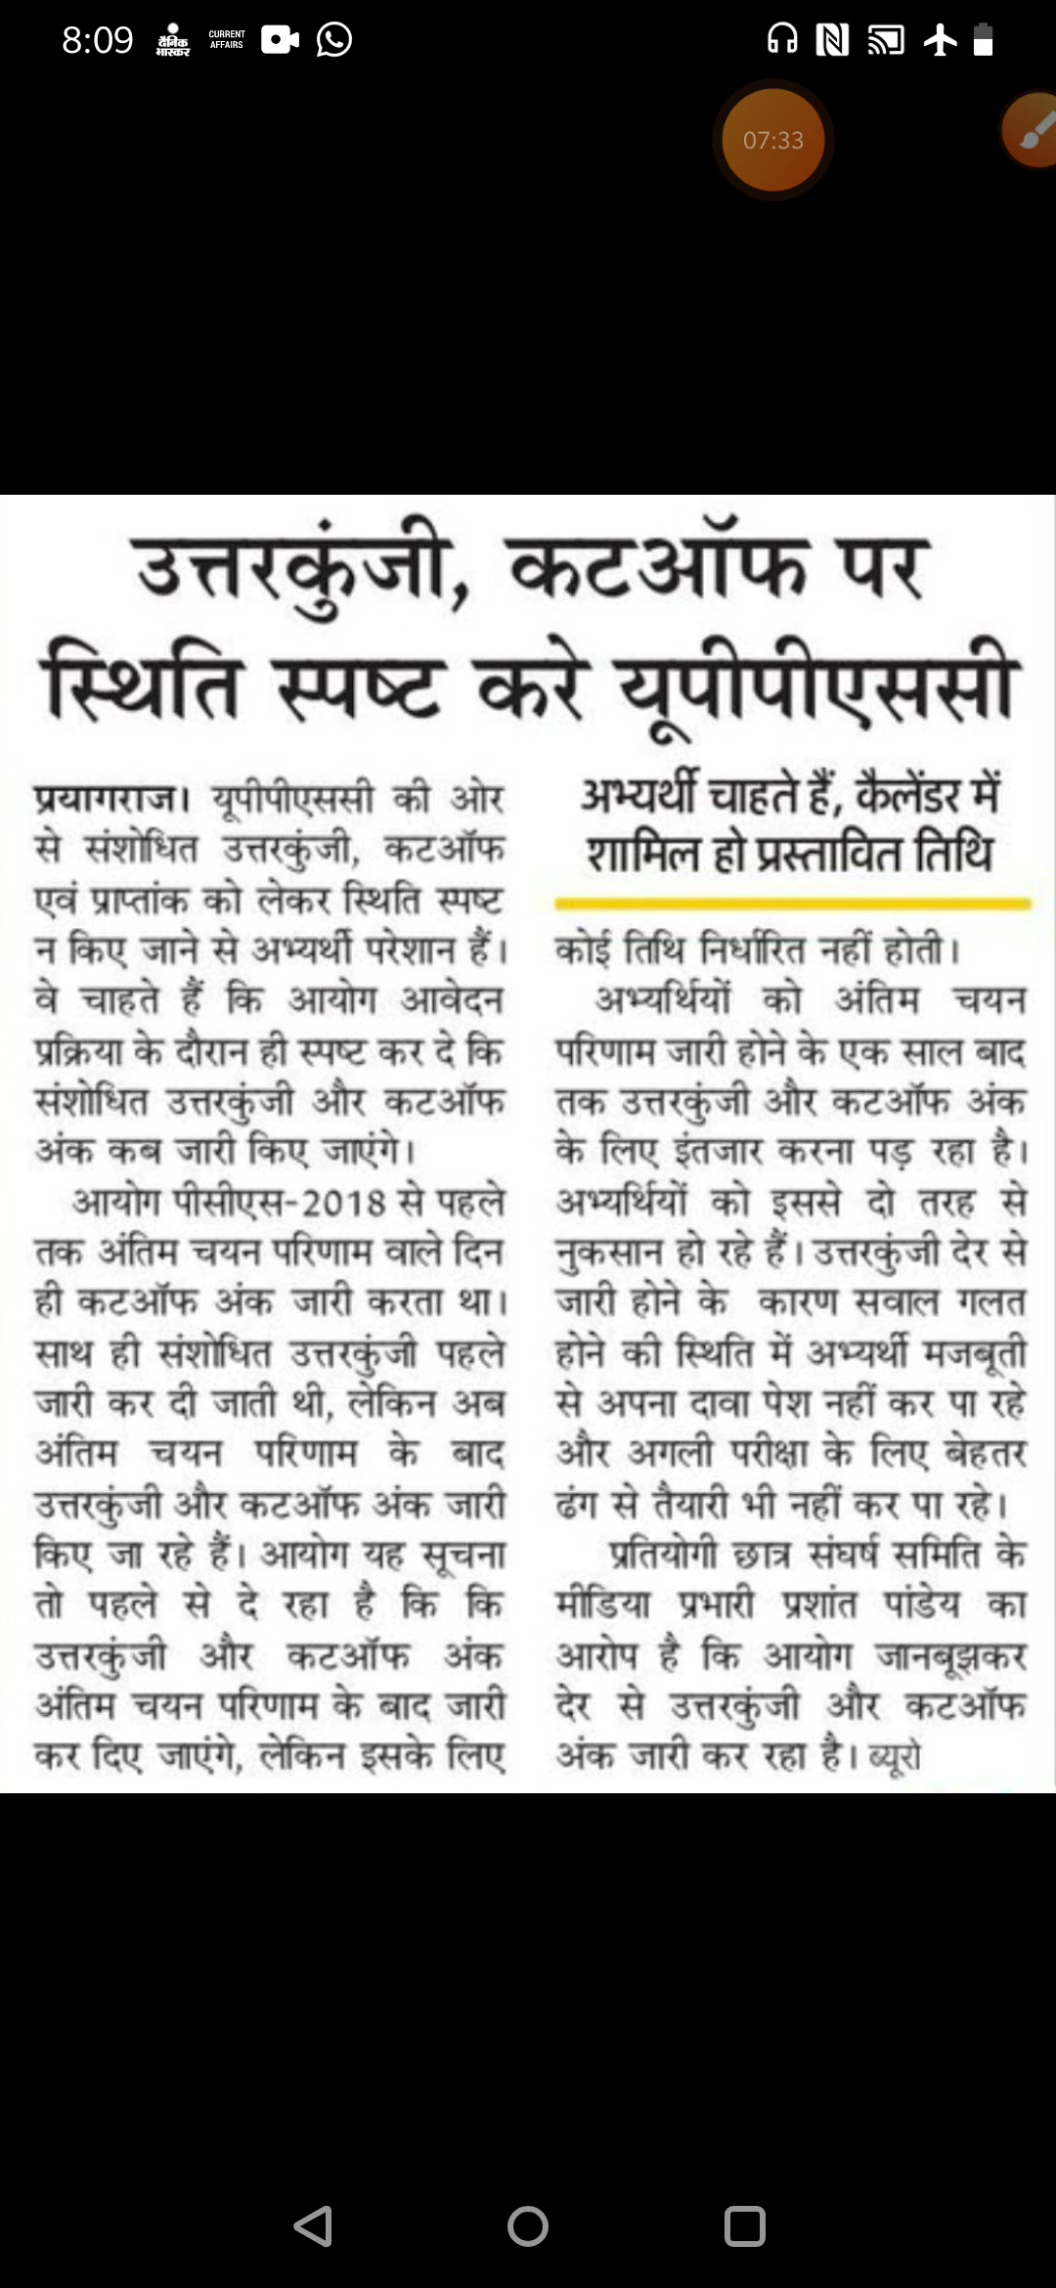 8:09
दैनिक
भास्कर
CURRENT
AFFAIRS
07:33
उत्तरकुंजी, कटऑफ पर
स्थिति स्पष्ट करे यूपीपीएससी
प्रयागराज। यूपीपीएससी की ओर
से संशोधित उत्तरकुंजी, कटऑफ
एवं प्राप्तांक को लेकर स्थिति स्पष्ट
न किए जाने से अभ्यर्थी परेशान हैं।
वे चाहते हैं कि आयोग आवेदन
प्रक्रिया के दौरान ही स्पष्ट कर दे कि
संशोधित उत्तरकुंजी और कटऑफ
अंक कब जारी किए जाएंगे।
आयोग पीसीएस-2018 से पहले
तक अंतिम चयन परिणाम वाले दिन
ही कटऑफ अंक जारी करता था।
साथ ही संशोधित उत्तरकुंजी पहले
जारी कर दी जाती थी, लेकिन अब
अंतिम चयन परिणाम के बाद
उत्तरकुंजी और कटऑफ अंक जारी
किए जा रहे हैं। आयोग यह सूचना
तो पहले से दे रहा है कि कि
उत्तरकुंजी और कटऑफ अंक
अंतिम चयन परिणाम के बाद जारी
कर दिए जाएंगे, लेकिन इसके लिए
अभ्यर्थी चाहते हैं, कैलेंडर में
शामिल हो प्रस्तावित तिथि
कोई तिथि निर्धारित नहीं होती।
अभ्यर्थियों को अंतिम चयन
परिणाम जारी होने के एक साल बाद
तक उत्तरकुंजी और कटऑफ अंक
के लिए इंतजार करना पड़ रहा है।
अभ्यर्थियों को इससे दो तरह से
नुकसान हो रहे हैं। उत्तरकुंजी देर से
जारी होने के कारण सवाल गलत
होने की स्थिति में अभ्यर्थी मजबूती
से अपना दावा पेश नहीं कर पा रहे
और अगली परीक्षा के लिए बेहतर
ढंग से तैयारी भी नहीं कर पा रहे।
प्रतियोगी छात्र संघर्ष समिति के
मीडिया प्रभारी प्रशांत पांडेय का
आरोप है कि आयोग जानबूझकर
देर से उत्तरकुंजी और कटऑफ
अंक जारी कर रहा है। ब्यूरो